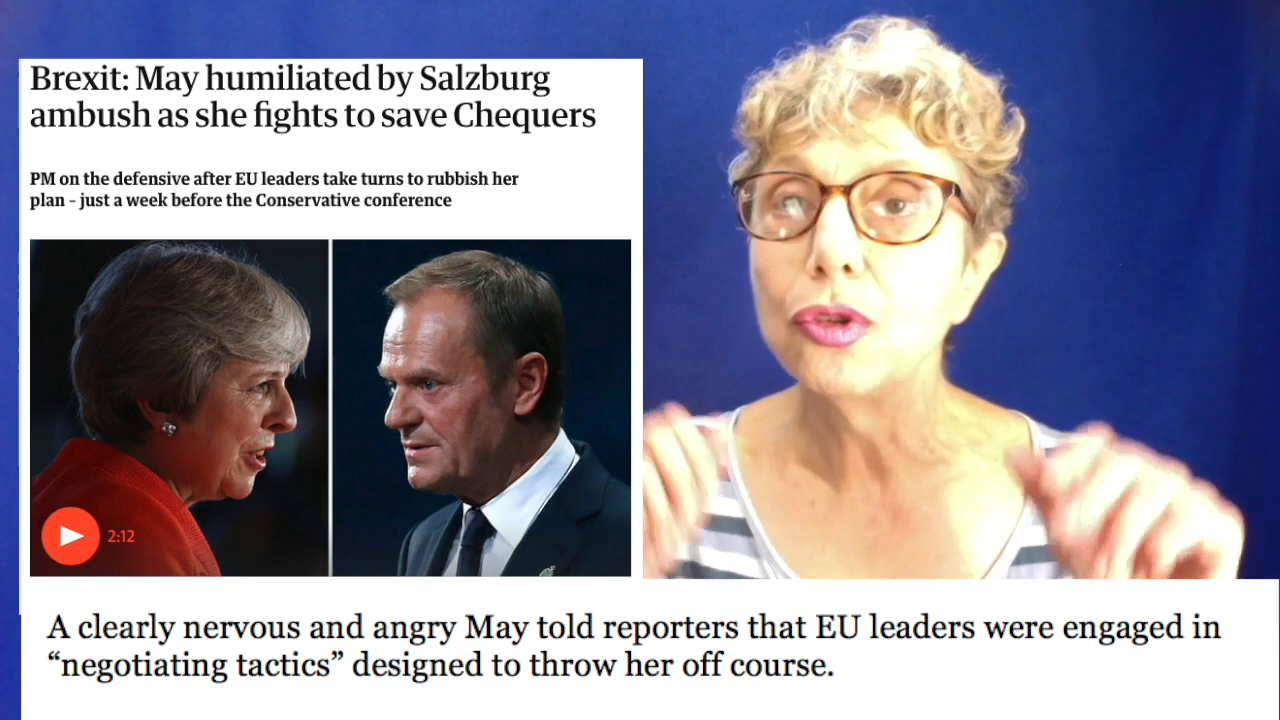 Brexit: May humiliated by Salzburg
ambush as she fights to save Chequers
PM on the defensive after EU leaders take turns to rubbish her
plan – just a week before the Conservative conference
2:12
A clearly nervous and angry May told reporters that EU leaders were engaged in
“negotiating tactics” designed to throw her off course.